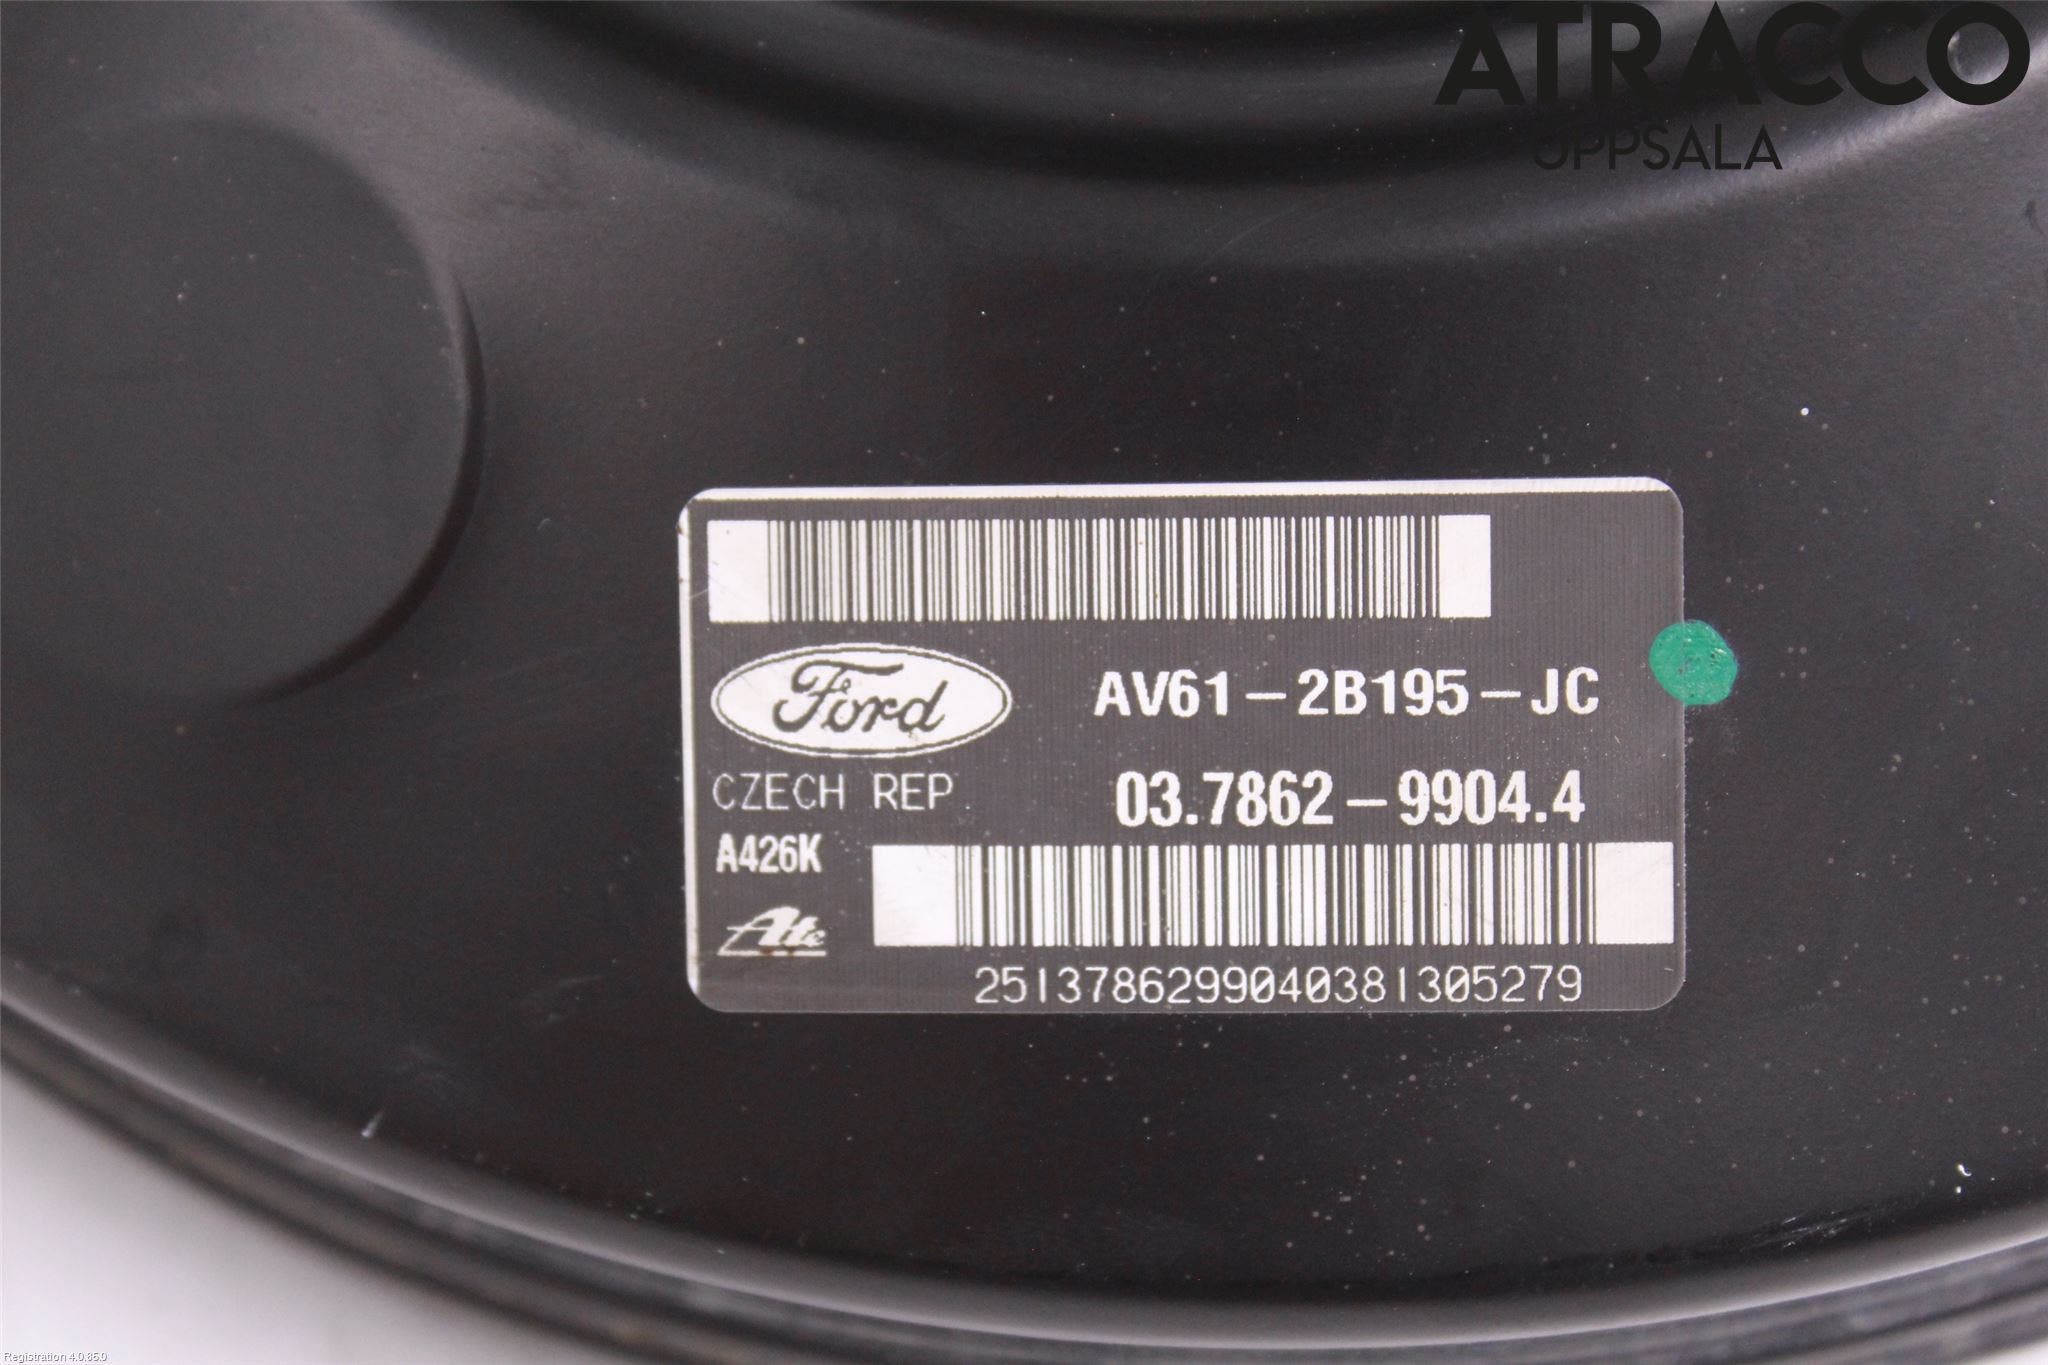 ATRACCO
UPPSALA
Ford
AV61-2B195-JC
CZECH REP
03.7862-9904.4
A426K
Ate
2513786299040381305279
Registration 4.0.85.0